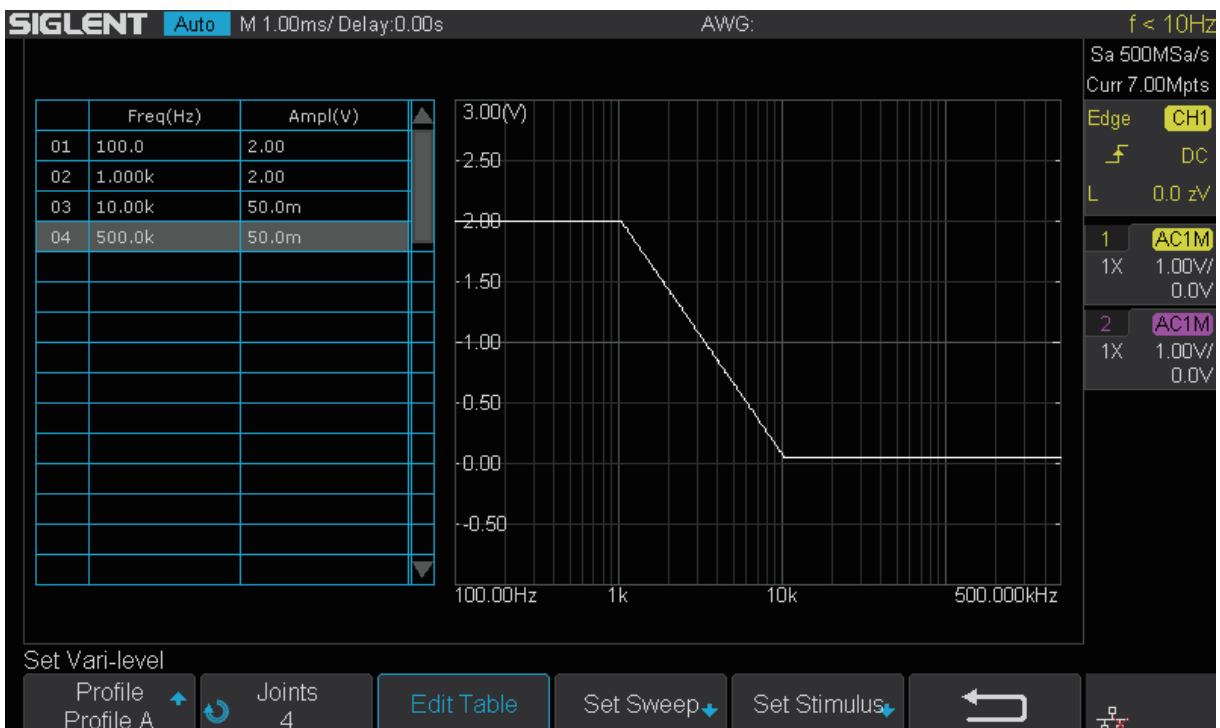 SIGLENT Auto M 1.00ms/ Delay:0.00s AWG: f < 10Hz
Sa 500MSa/s
Curr 7.00Mpts
Edge CH1
DC
L 0.0 zV
1 AC1M
1X 1.00V/
0.0V
2 AC1M
1X 1.00V/
0.0V
Freq(Hz) Ampl(V)
01 100.0 2.00
02 1.000k 2.00
03 10.00k 50.0m
04 500.0k 50.0m
3.00(V)
2.50
2.00
1.50
1.00
0.50
0.00
-0.50
100.00Hz 1k 10k 500.000kHz
Set Vari-level
Profile
Profile A
Joints
4
Edit Table
Set Sweep
Set Stimulus